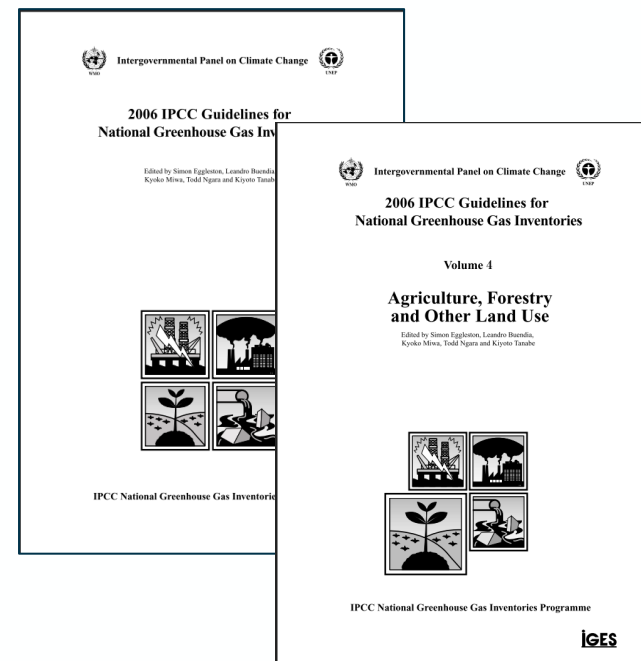 Intergovernmental Panel on Climate Change
WMO
UNEP
2006 IPCC Guidelines for
National Greenhouse Gas Inv
Edited by Simon Eggleston, Leandro Buendia
Kyoko Miwa, Todd Ngara and Kiyoto Tanab
IPCC National Greenhouse Gas Inventorie
Intergovernmental Panel on Climate Change
WMO
UNEP
2006 IPCC Guidelines for
National Greenhouse Gas Inventories
Volume 4
Agriculture, Forestry
and Other Land Use
Edited by Simon Eggleston, Leandro Buendia,
Kyoko Miwa, Todd Ngara and Kiyoto Tanabe
IPCC National Greenhouse Gas Inventories Programme
IGES